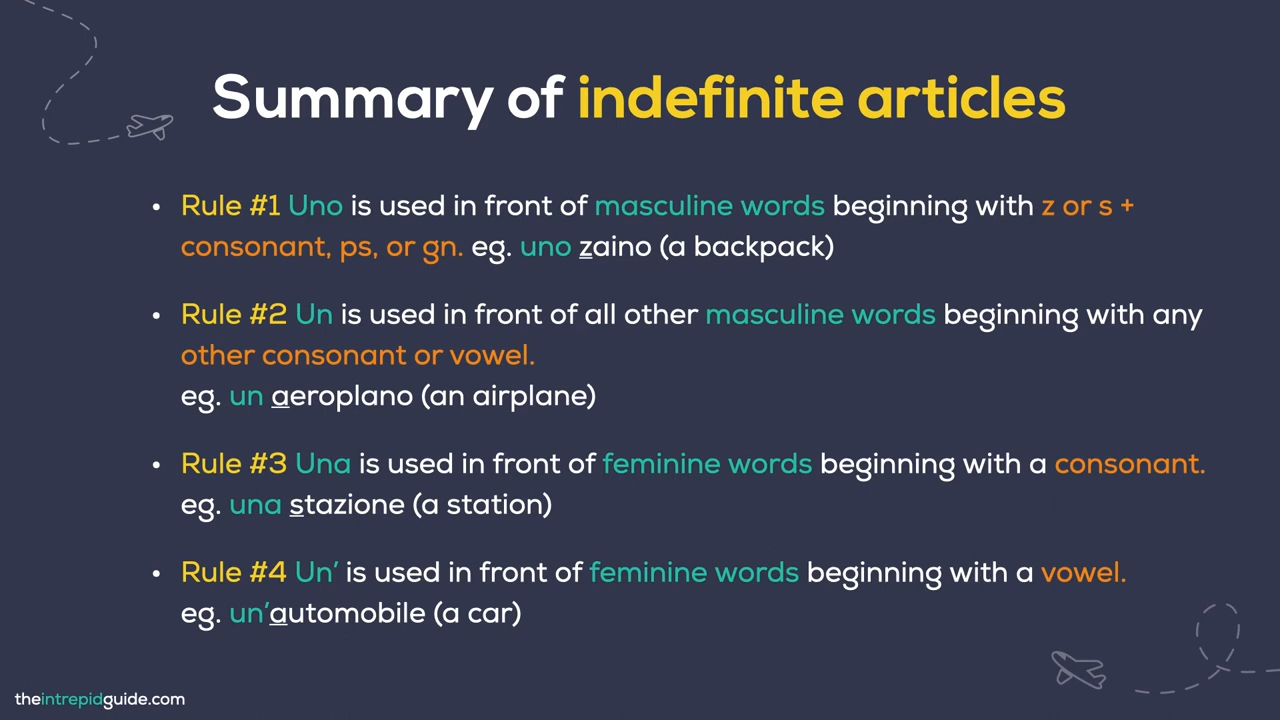 Summary of indefinite articles
• Rule #1 Uno is used in front of masculine words beginning with z or s +
consonant, ps, or gn. eg. uno zaino (a backpack)
• Rule #2 Un is used in front of all other masculine words beginning with any
other consonant or vowel.
eg. un aeroplano (an airplane)
• Rule #3 Una is used in front of feminine words beginning with a consonant.
eg. una stazione (a station)
• Rule #4 Un’ is used in front of feminine words beginning with a vowel.
eg. un’automobile (a car)
theintrepidguide.com